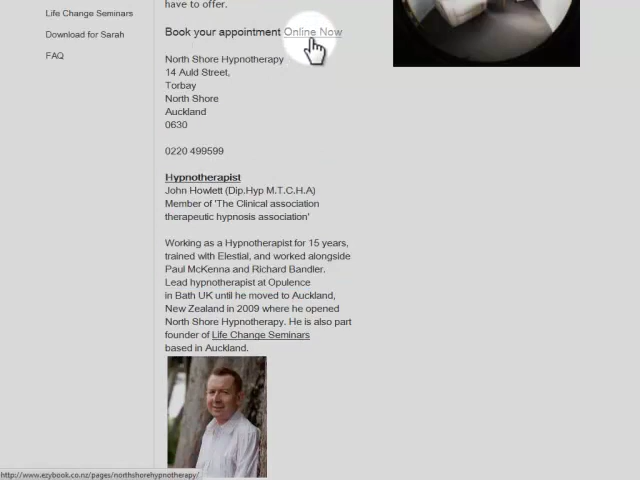 have to offer.
Life Change Seminars
Book your appointment Online Now
Download for Sarah
FAQ
North Shore Hypnotherapy
14 Auld Street,
Torbay
North Shore
Auckland
0630
0220 499599
Hypnotherapist
John Howlett (Dip.Hyp M.T.C.H.A)
Member of 'The Clinical association
therapeutic hypnosis association'
Working as a Hypnotherapist for 15 years,
trained with Elestial, and worked alongside
Paul McKenna and Richard Bandler.
Lead hypnotherapist at Opulence
in Bath UK until he moved to Auckland,
New Zealand in 2009 where he opened
North Shore Hypnotherapy. He is also part
founder of Life Change Seminars
based in Auckland.
http://www.ezybook.co.nz/pages/northshorehypnotherapy/